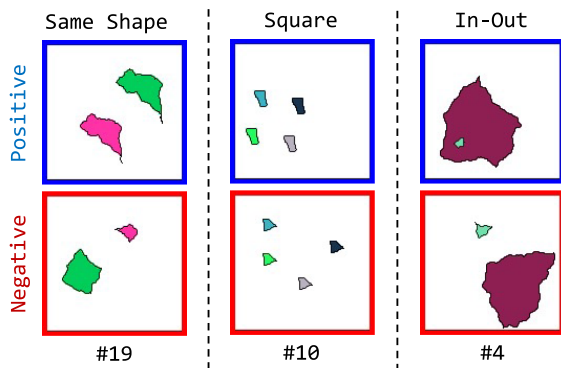 Same Shape
Square
In-Out
Positive
Negative
#19
#10
#4